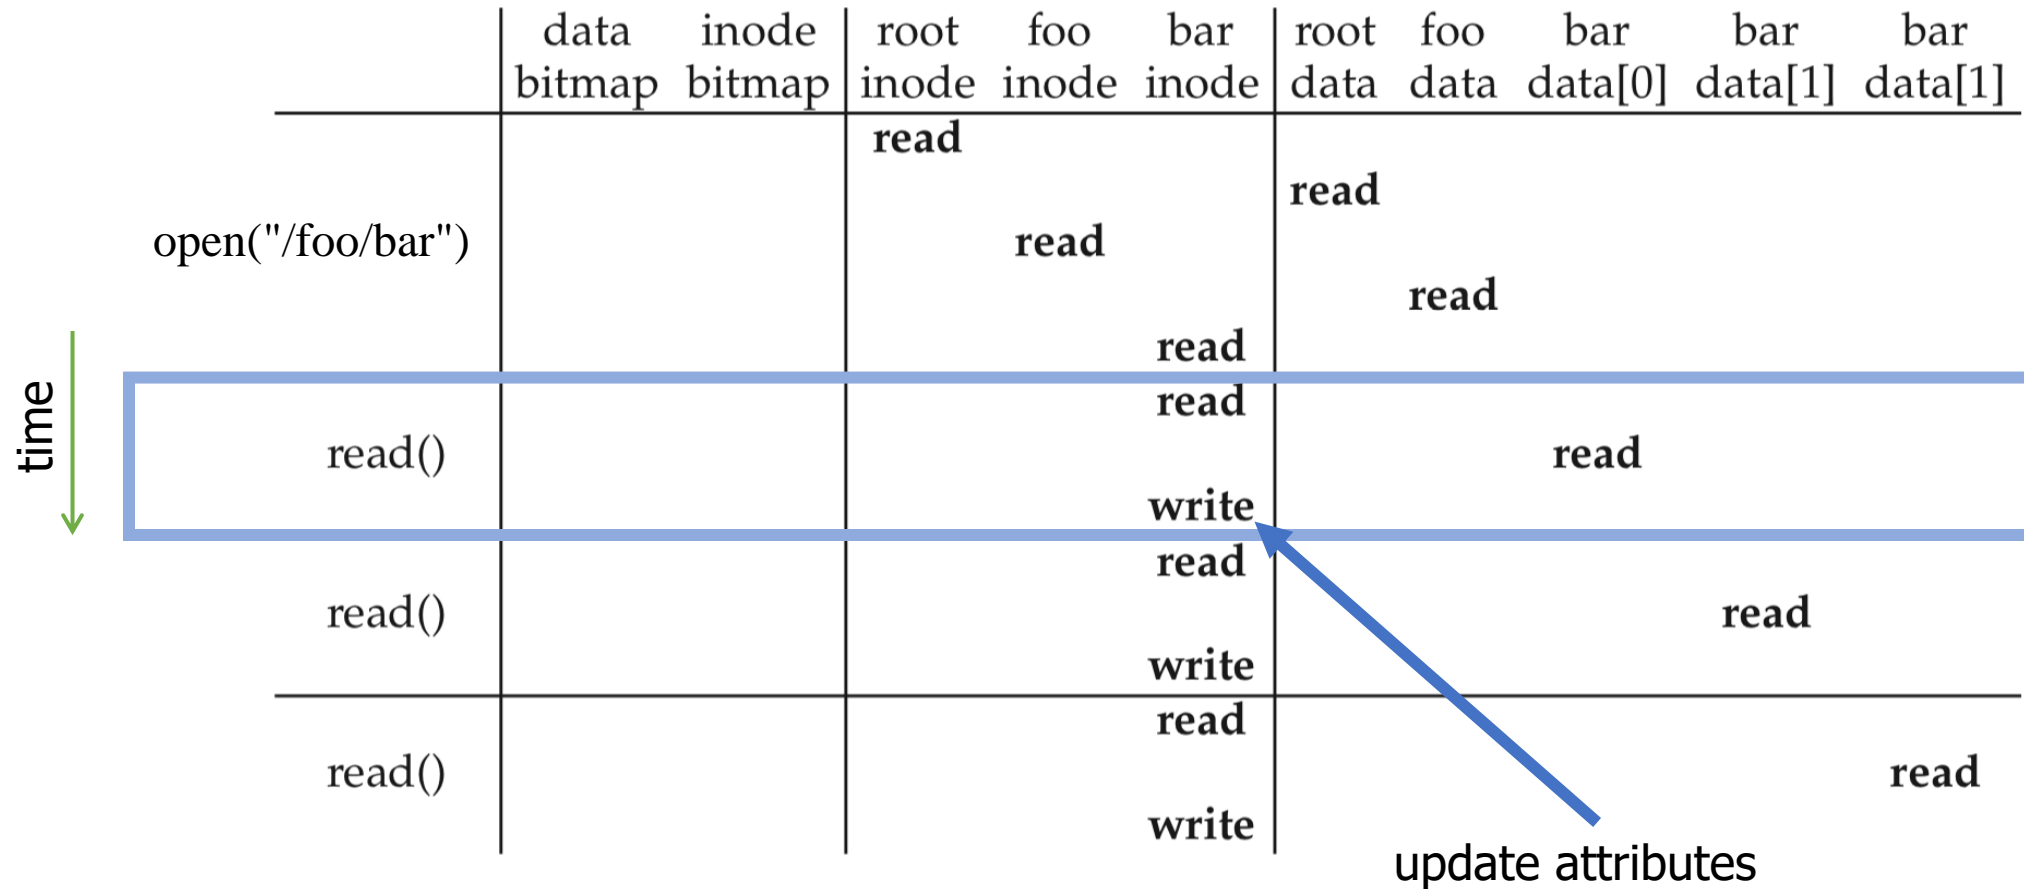 data inode root foo bar root foo bar bar bar
bitmap bitmap inode inode inode data data data[0] data[1] data[1]
read
read
open("/foo/bar") read
read
read
time
read
read() read
write
read
read() read
write
read
read() read
write
update attributes